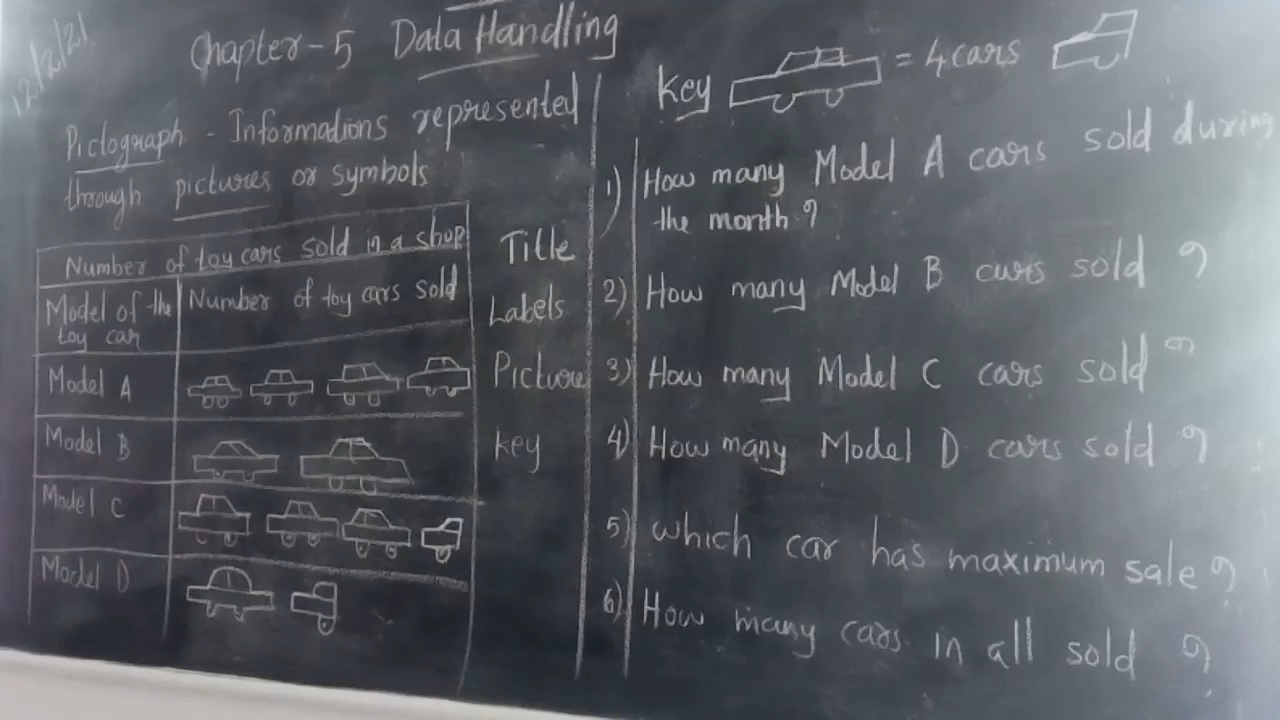 12/2/21
Chapter-5 Data Handling
Pictograph - Informations represented
through pictures or symbols
Number of toy cars sold in a shop
Model of the
toy car
Number of toy cars sold
Model A
Model B
Model C
Model D
Title
Labels
Picture
key
key = 4 cars
1) How many Model A cars sold during
the month ?
2) How many Model B cars sold ?
3) How many Model C cars sold ?
4) How many Model D cars sold ?
5) which car has maximum sale ?
6) How many cars in all sold ?